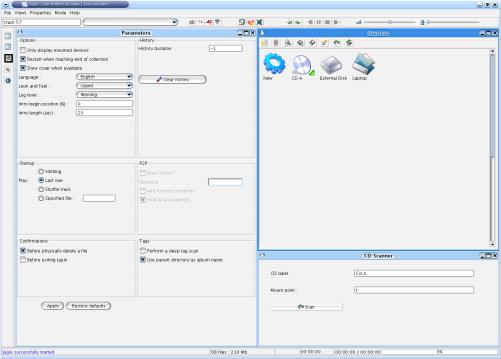 File Views Properties Mode Help
track 57
Parameters
Options
Only display mounted devices
Restart when reaching end of collection
Show cover when available
Language :
English
Look and Feel :
Liquid
Log level :
Warning
Intro begin position (%) :
0
Intro length (sec) :
20
History
History duration
-1
Clear history
Startup
Play:
Nothing
Last one
Shuffle track
Specified file :
P2P
Share music ?
Password
Add Remote properties
Hide local properties
Confirmations
Before physically delete a file
Before exiting Jajuk
Tags
Perform a deep tag scan
Use parent directory as album name
Apply
Restore defaults
Devices
New
CD A
External Disk
Laptop
CD Scanner
CD label :
Cd.A.
Mount point :
Scan
Jajuk successfully started
68 files : 210 Mb
00:00:00
00:00:00 / 00:00:00
0%